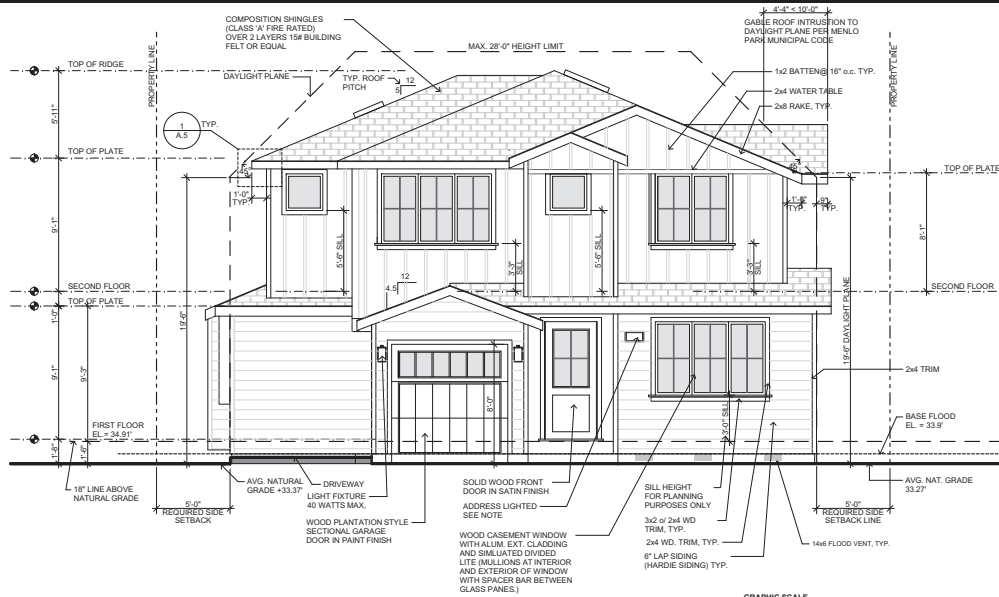 COMPOSITION SHINGLES
(CLASS 'A' FIRE RATED)
OVER 2 LAYERS 15# BUILDING
FELT OR EQUAL
4'-4" < 10'-0"
GABLE ROOF INTRUSTION TO
DAYLIGHT PLANE PER MENLO
PARK MUNICIPAL CODE
MAX. 28'-0" HEIGHT LIMIT
TOP OF RIDGE
PROPERTY LINE
DAYLIGHT PLANE
TYP. ROOF
PITCH
12
5
1x2 BATTEN@ 16" o.c. TYP.
2x4 WATER TABLE
2x8 RAKE, TYP.
PROPERTY LINE
5'-11"
1
A.5
TYP.
TOP OF PLATE
45°
45°
TOP OF PLATE
1'-0"
TYP.
1'-6"
TYP.
9"
TYP.
9'-1"
5'-6" SILL
3'-3"
SILL
5'-6" SILL
3'-3"
SILL
8'-1"
12
4.5
SECOND FLOOR
SECOND FLOOR
TOP OF PLATE
1'-0"
19'-6"
19'-6" DAYLIGHT PLANE
9'-1"
9'-3"
8'-0"
3'-0" SILL
2x4 TRIM
FIRST FLOOR
EL. = 34.91'
BASE FLOOD
EL. = 33.9'
1'-8"
1'-6"
18" LINE ABOVE
NATURAL GRADE
5'-0"
REQUIRED SIDE
SETBACK
AVG. NATURAL
GRADE +33.37'
DRIVEWAY
LIGHT FIXTURE
40 WATTS MAX,
WOOD PLANTATION STYLE
SECTIONAL GARAGE
DOOR IN PAINT FINISH
SOLID WOOD FRONT
DOOR IN SATIN FINISH
ADDRESS LIGHTED
SEE NOTE
WOOD CASEMENT WINDOW
WITH ALUM. EXT. CLADDING
AND SIMLUATED DIVIDED
LITE (MULLIONS AT INTERIOR
AND EXTERIOR OF WINDOW
WITH SPACER BAR BETWEEN
GLASS PANES.)
SILL HEIGHT
FOR PLANNING
PURPOSES ONLY
3x2 o/ 2x4 WD
TRIM, TYP.
2x4 WD. TRIM, TYP.
6" LAP SIDING
(HARDIE SIDING) TYP.
AVG. NAT. GRADE
33.27'
5'-0"
REQUIRED SIDE
SETBACK LINE
14x6 FLOOD VENT, TYP.
GRAPHIC SCALE